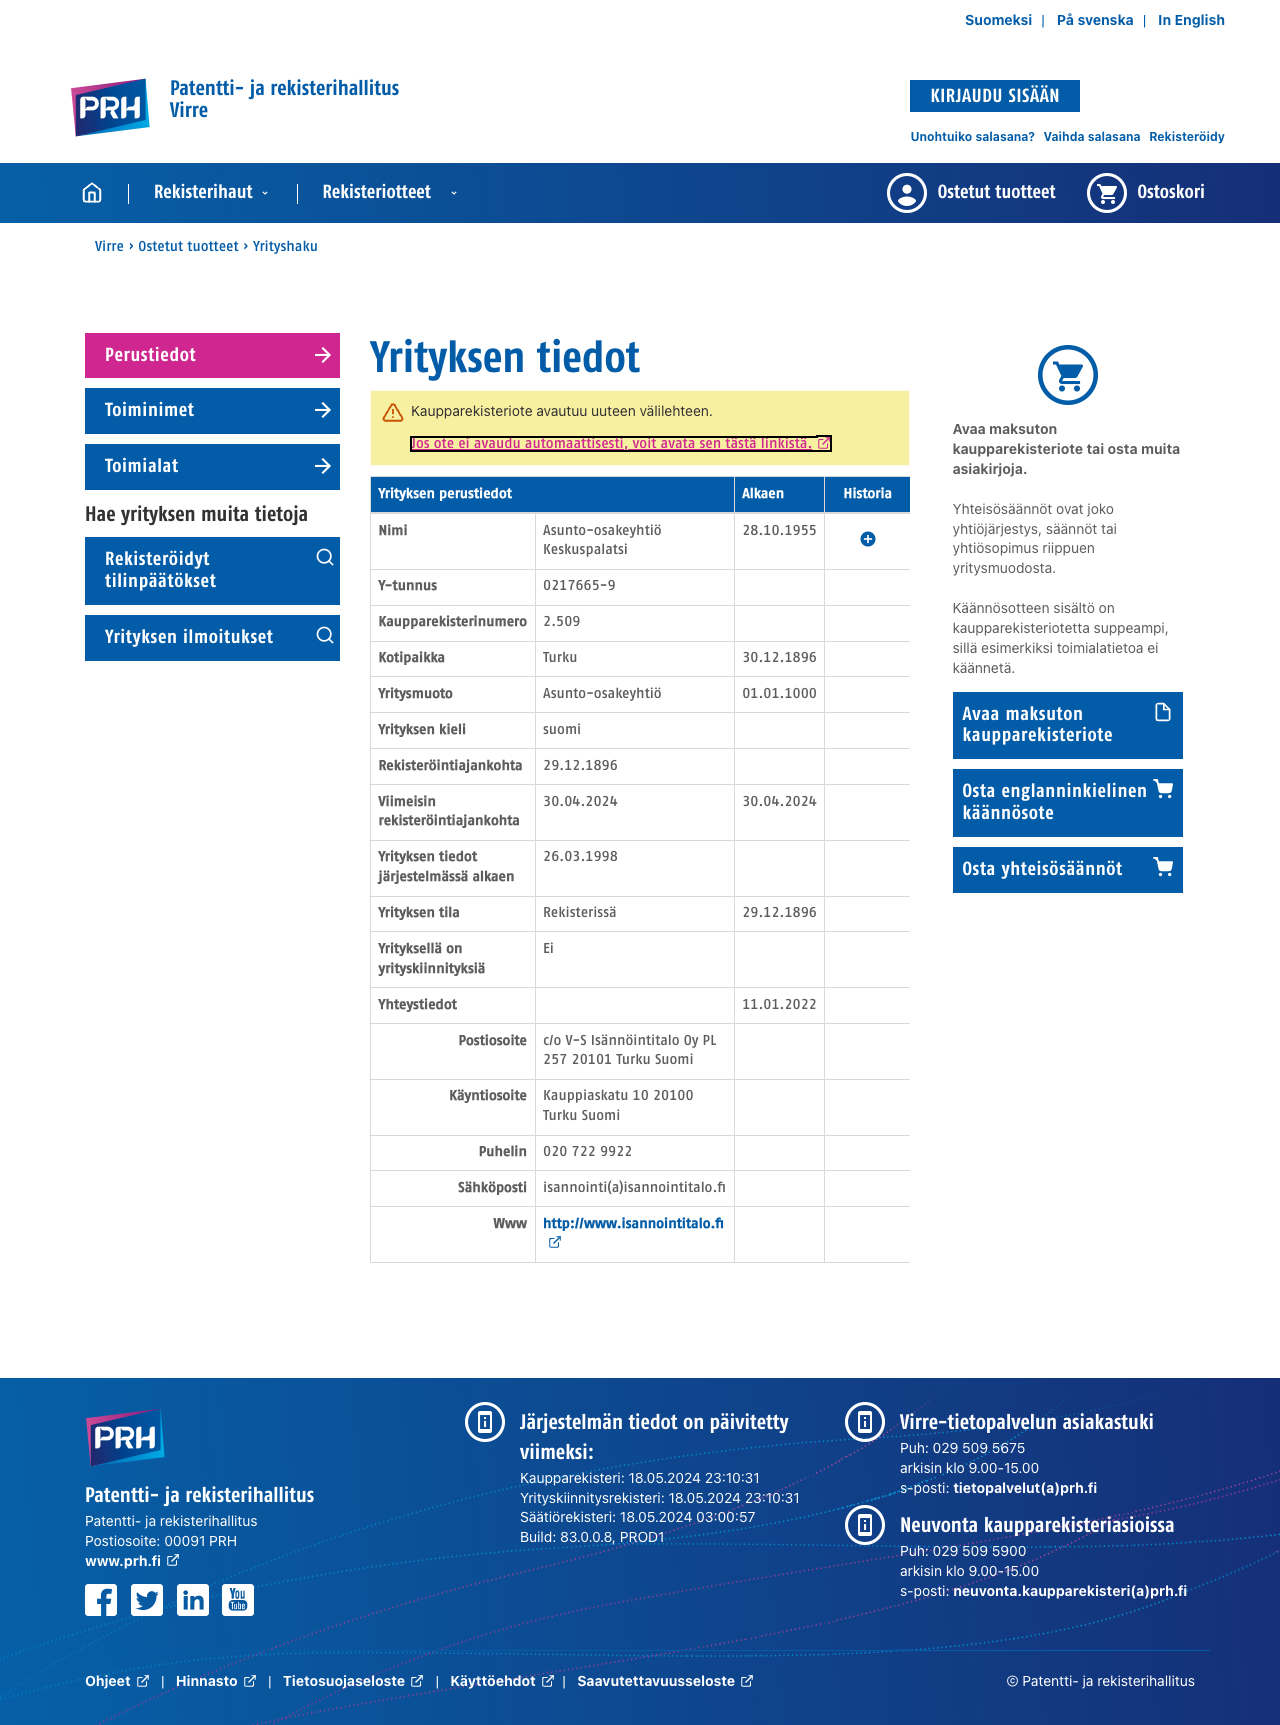 Suomeksi | På svenska | In English
PRH
Patentti- ja rekisterihallitus
Virre
KIRJAUDU SISÄÄN
Unohtuiko salasana? Vaihda salasana Rekisteröidy
Rekisterihaut | Rekisteriotteet
Ostetut tuotteet Ostoskori
Virre › Ostetut tuotteet › Yrityshaku
Perustiedot
Toiminimet
Toimialat
Hae yrityksen muita tietoja
Rekisteröidyt
tilinpäätökset
Yrityksen ilmoitukset
Yrityksen tiedot
Kaupparekisteriote avautuu uuteen välilehteen.
Jos ote ei avaudu automaattisesti, voit avata sen tästä linkistä.
Yrityksen perustiedot Alkaen Historia
Nimi Asunto-osakeyhtiö 28.10.1955
Keskuspalatsi
Y-tunnus 0217665-9
Kaupparekisterinumero 2.509
Kotipaikka Turku 30.12.1896
Yritysmuoto Asunto-osakeyhtiö 01.01.1000
Yrityksen kieli suomi
Rekisteröintiajankohta 29.12.1896
Viimeisin 30.04.2024 30.04.2024
rekisteröintiajankohta
Yrityksen tiedot 26.03.1998
järjestelmässä alkaen
Yrityksen tila Rekisterissä 29.12.1896
Yrityksellä on Ei
yrityskiinnityksiä
Yhteystiedot 11.01.2022
Postiosoite c/o V-S Isännöintitalo Oy PL
257 20101 Turku Suomi
Käyntiosoite Kauppiaskatu 10 20100
Turku Suomi
Puhelin 020 722 9922
Sähköposti isannointi(a)isannointitalo.fi
Www http://www.isannointitalo.fi
Avaa maksuton
kaupparekisteriote tai osta muita
asiakirjoja.
Yhteisösäännöt ovat joko
yhtiöjärjestys, säännöt tai
yhtiösopimus riippuen
yritysmuodosta.
Käännösotteen sisältö on
kaupparekisteriotetta suppeampi,
sillä esimerkiksi toimialatietoa ei
käännetä.
Avaa maksuton
kaupparekisteriote
Osta englanninkielinen
käännösote
Osta yhteisösäännöt
PRH
Patentti- ja rekisterihallitus
Patentti- ja rekisterihallitus
Postiosoite: 00091 PRH
www.prh.fi
You
Tube
Järjestelmän tiedot on päivitetty
viimeksi:
Kaupparekisteri: 18.05.2024 23:10:31
Yrityskiinnitysrekisteri: 18.05.2024 23:10:31
Säätiörekisteri: 18.05.2024 03:00:57
Build: 83.0.0.8, PROD1
Virre-tietopalvelun asiakastuki
Puh: 029 509 5675
arkisin klo 9.00-15.00
s-posti: tietopalvelut(a)prh.fi
Neuvonta kaupparekisteriasioissa
Puh: 029 509 5900
arkisin klo 9.00-15.00
s-posti: neuvonta.kaupparekisteri(a)prh.fi
Ohjeet | Hinnasto | Tietosuojaseloste | Käyttöehdot | Saavutettavuusseloste
© Patentti- ja rekisterihallitus